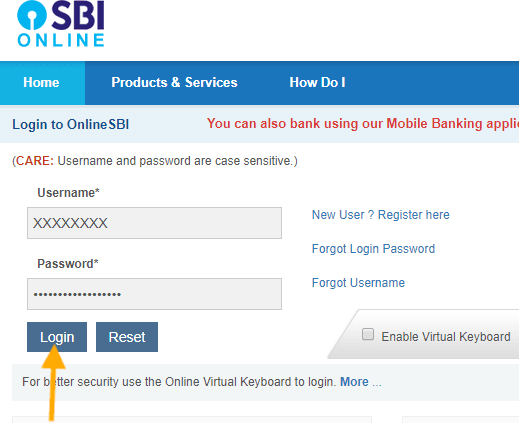 SBI
ONLINE
Home Products & Services How Do I
Login to OnlineSBI You can also bank using our Mobile Banking
(CARE: Username and password are case sensitive.)
Username*
XXXXXXXX
New User ? Register here
Forgot Login Password
Password*
••••••••••••••••••
Forgot Username
Login Reset
Enable Virtual Keyboard
For better security use the Online Virtual Keyboard to login. More ...